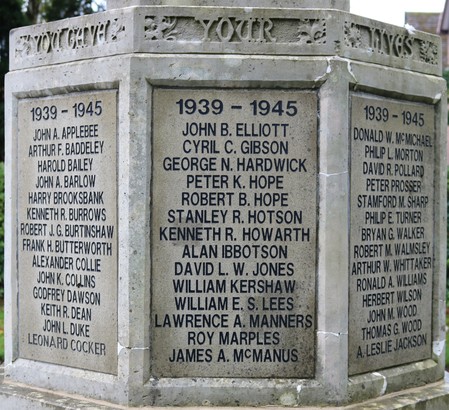 YOU GAVE YOUR LIVES
1939 – 1945
JOHN A. APPLEBEE
ARTHUR F. BADDELEY
HAROLD BAILEY
JOHN A. BARLOW
HARRY BROOKSBANK
KENNETH R. BURROWS
ROBERT J. G. BURTINSHAW
FRANK H. BUTTERWORTH
ALEXANDER COLLIE
JOHN K. COLLINS
GODFREY DAWSON
KEITH R. DEAN
JOHN L. DUKE
LEONARD COCKER
1939 – 1945
JOHN B. ELLIOTT
CYRIL C. GIBSON
GEORGE N. HARDWICK
PETER K. HOPE
ROBERT B. HOPE
STANLEY R. HOTSON
KENNETH R. HOWARTH
ALAN IBBOTSON
DAVID L. W. JONES
WILLIAM KERSHAW
WILLIAM E. S. LEES
LAWRENCE A. MANNERS
ROY MARPLES
JAMES A. McMANUS
1939 – 1945
DONALD W. McMICHAEL
PHILIP L. MORTON
DAVID R. POLLARD
PETER PROSSER
STAMFORD M. SHARP
PHILIP E. TURNER
BRYAN G. WALKER
ROBERT M. WALMSLEY
ARTHUR W. WHITTAKER
RONALD A. WILLIAMS
HERBERT WILSON
JOHN M. WOOD
THOMAS G. WOOD
A. LESLIE JACKSON